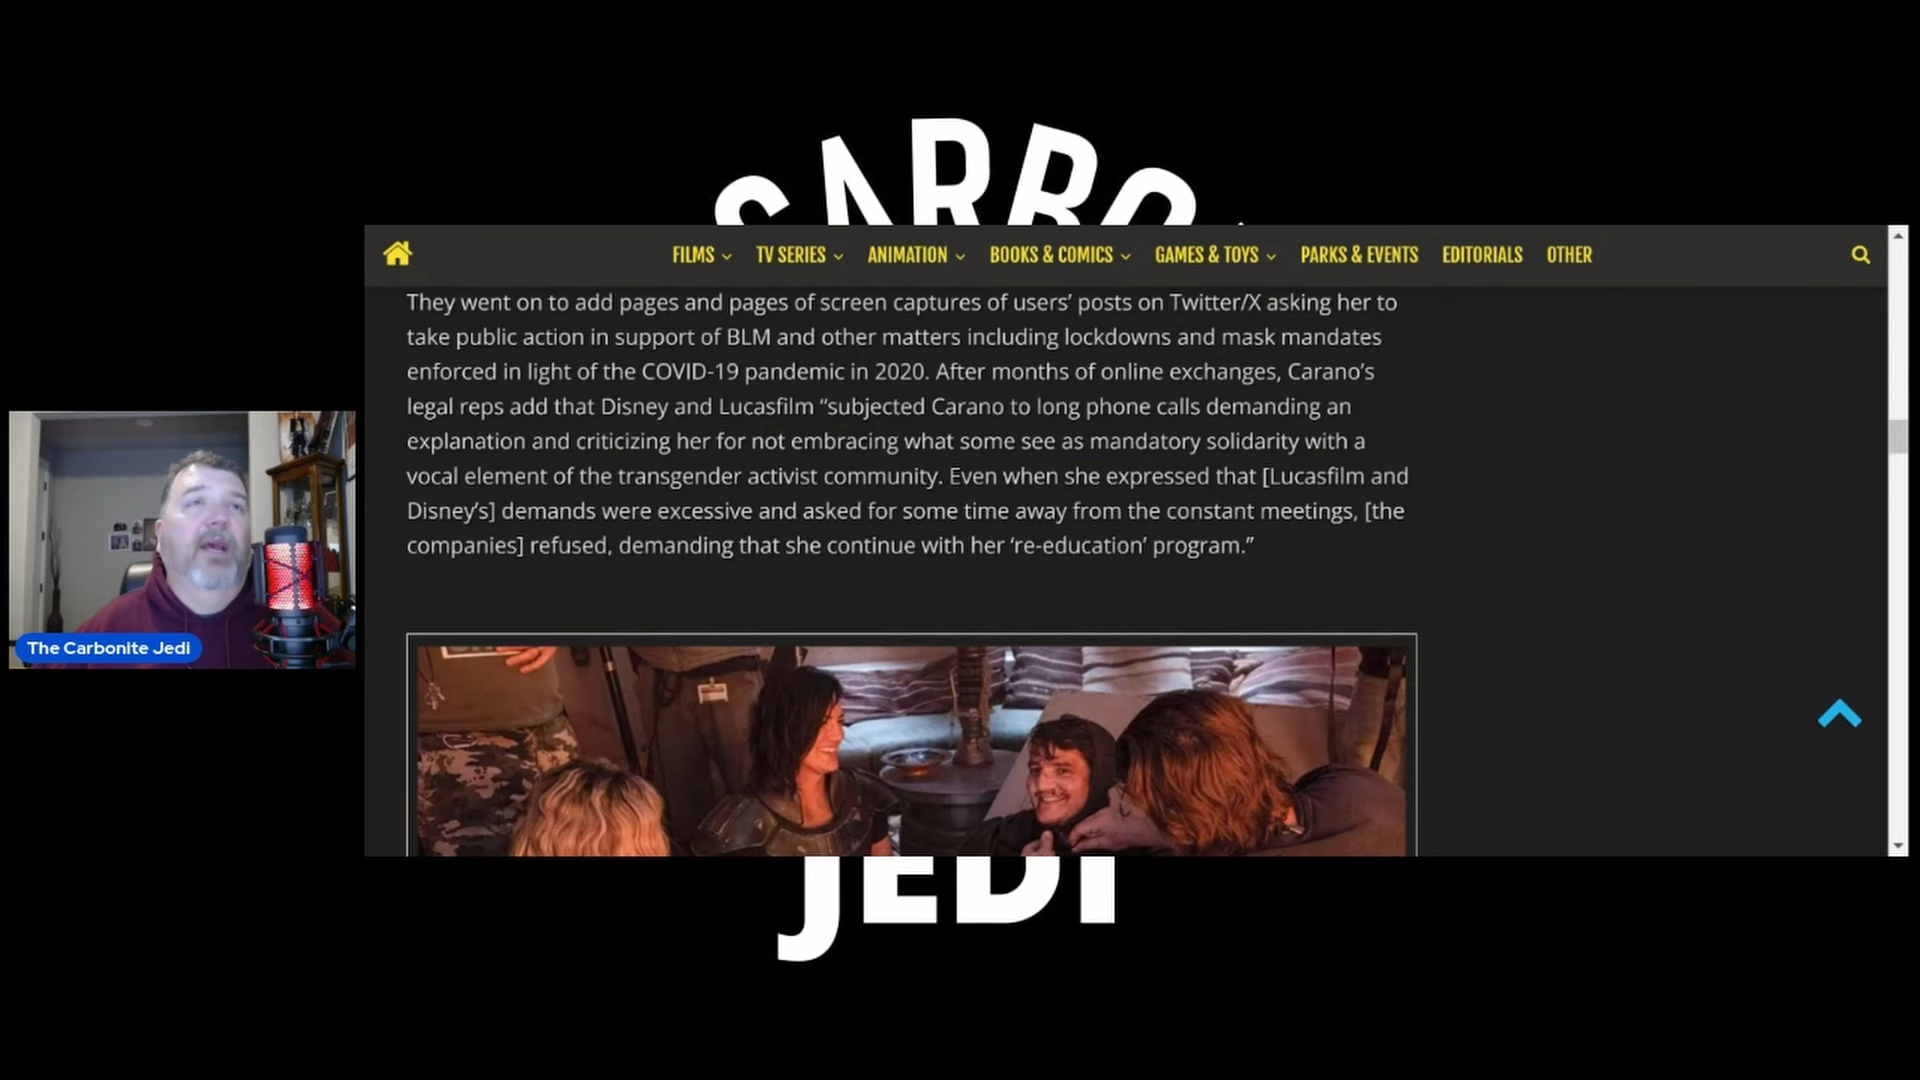 CARBO
FILMS TV SERIES ANIMATION BOOKS & COMICS GAMES & TOYS PARKS & EVENTS EDITORIALS OTHER
They went on to add pages and pages of screen captures of users’ posts on Twitter/X asking her to
take public action in support of BLM and other matters including lockdowns and mask mandates
enforced in light of the COVID-19 pandemic in 2020. After months of online exchanges, Carano’s
legal reps add that Disney and Lucasfilm “subjected Carano to long phone calls demanding an
explanation and criticizing her for not embracing what some see as mandatory solidarity with a
vocal element of the transgender activist community. Even when she expressed that [Lucasfilm and
Disney’s] demands were excessive and asked for some time away from the constant meetings, [the
companies] refused, demanding that she continue with her ‘re-education’ program.”
The Carbonite Jedi
JEDI